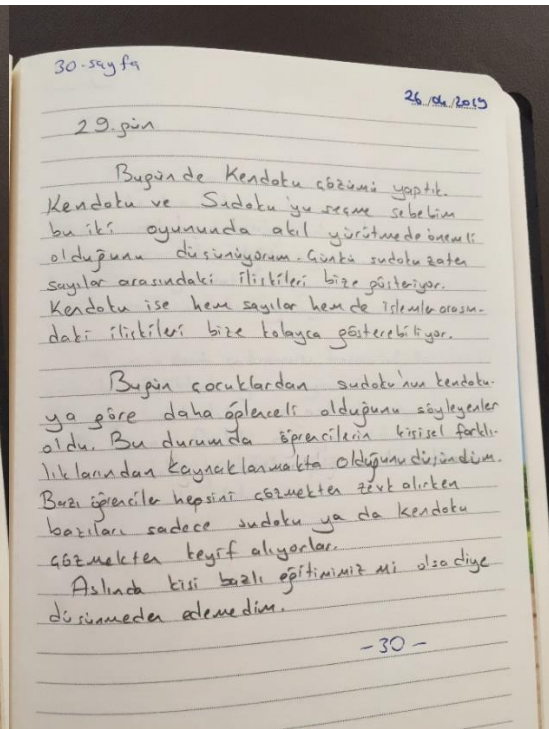 30-sayfa
26/04/2019
29.gün
Bugünde Kendoku çözümü yaptık.
Kendoku ve Sudoku'yu seçme sebebim
bu iki oyununda akıl yürütmede önemli
olduğunu düşünüyorum. Çünkü sudoku zaten
sayılar arasındaki ilişkileri bize gösteriyor.
Kendoku ise hem sayılar hemde işlemler arasın-
daki ilişkileri bize kolayca gösterebiliyor.
Bugün çocuklardan sudoku'nun kendoku-
ya göre daha eğlenceli olduğunu söyleyenler
oldu. Bu durumda öğrencilerin kişisel farklı-
lıklarından kaynaklanmakta olduğunu düşündüm.
Bazı öğrenciler hepsini çözmekten zevk alırken
bazıları sadece sudoku ya da kendoku
çözmekten keyif alıyorlar.
Aslında kişi bazlı eğitimimiz mi olsa diye
düşünmeden edemedim.
-30-